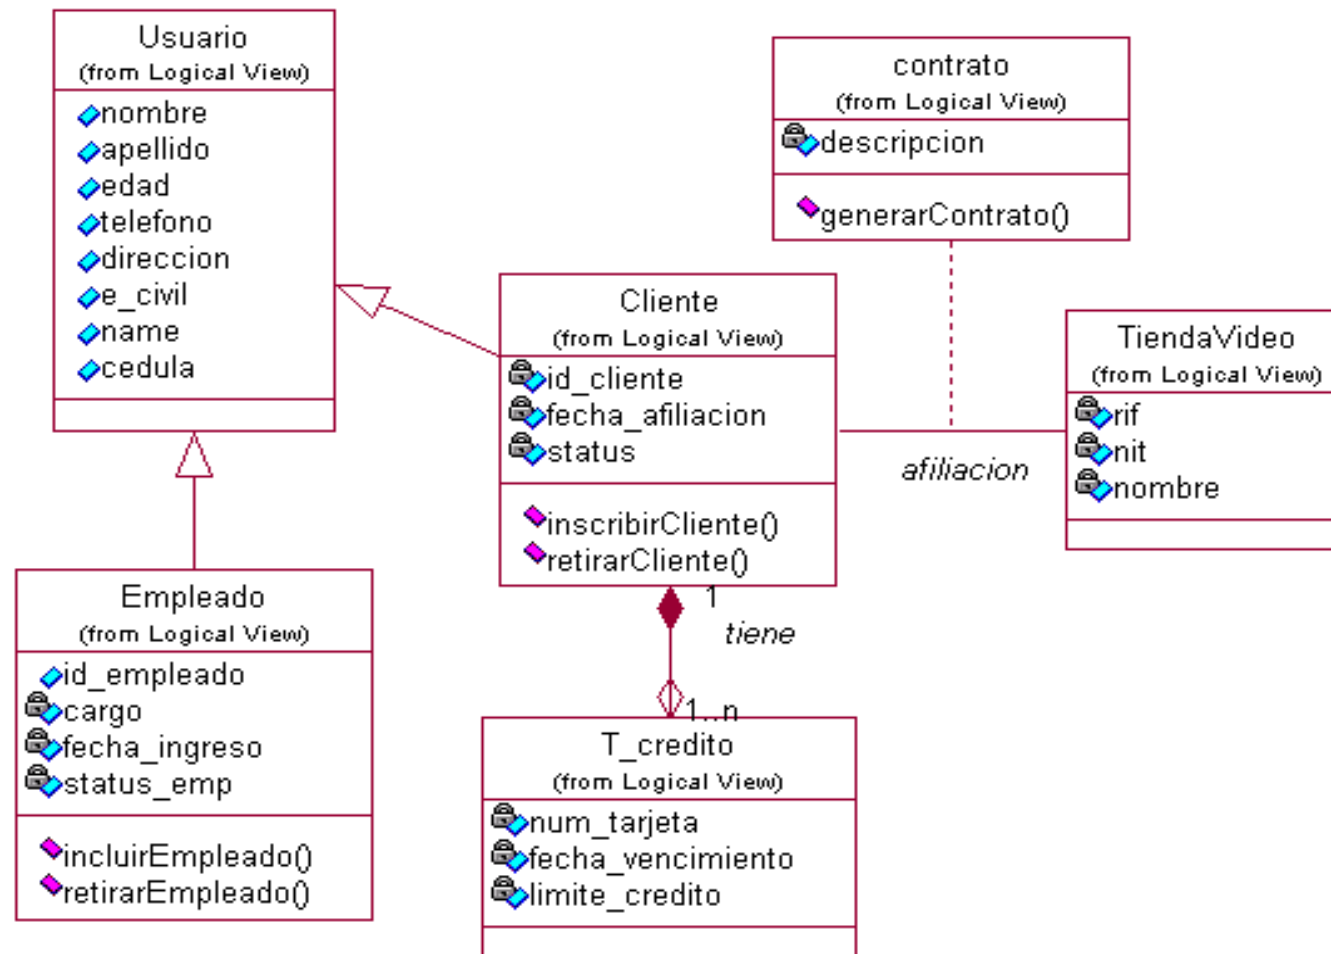 Usuario
(from Logical View)
nombre
apellido
edad
telefono
direccion
e_civil
name
cedula
contrato
(from Logical View)
descripcion
generarContrato()
Cliente
(from Logical View)
id_cliente
fecha_afiliacion
status
inscribirCliente()
retirarCliente()
afiliacion
TiendaVideo
(from Logical View)
rif
nit
nombre
Empleado
(from Logical View)
id_empleado
cargo
fecha_ingreso
status_emp
incluirEmpleado()
retirarEmpleado()
1
tiene
1..n
T_credito
(from Logical View)
num_tarjeta
fecha_vencimiento
limite_credito